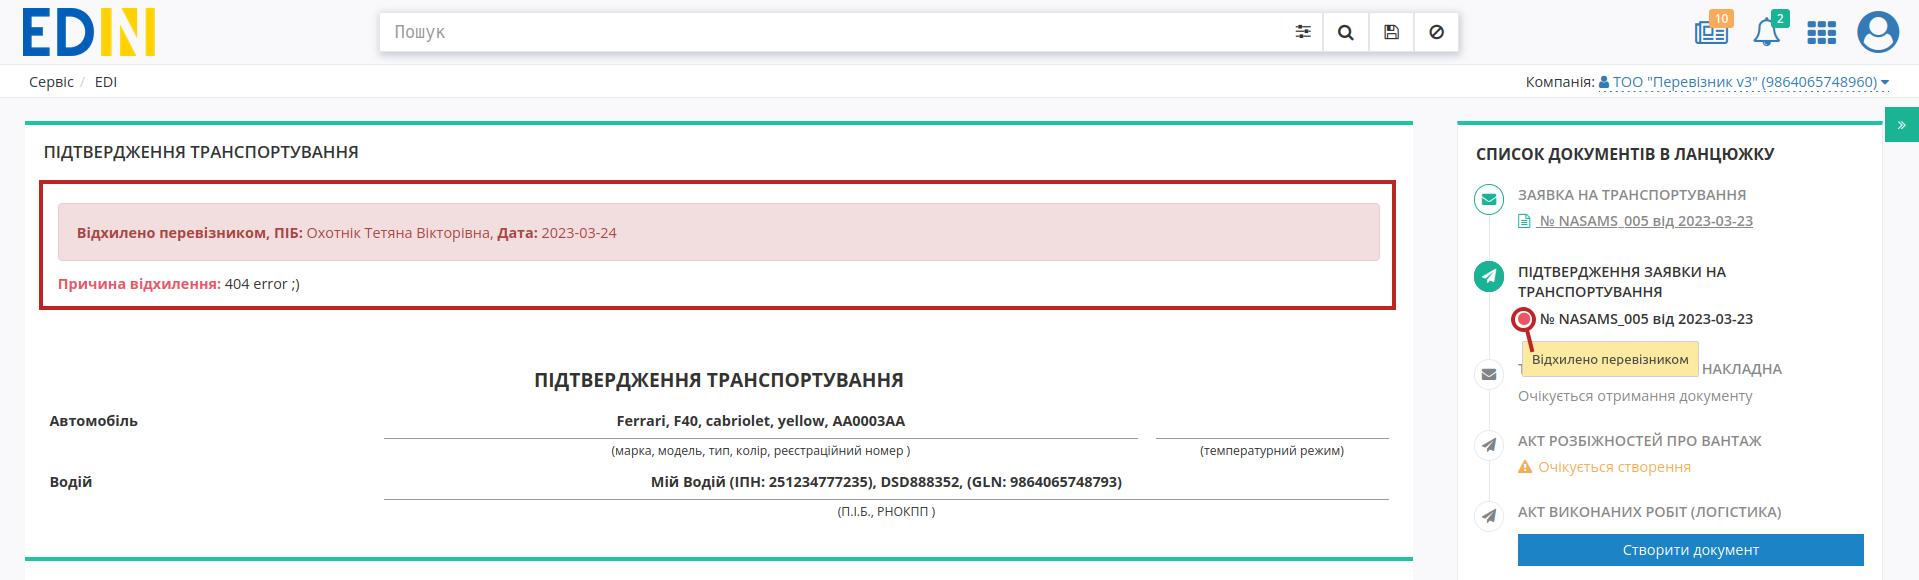 EDIN
Пошук
10
2
Сервіс / EDI
Компанія: ТОО "Перевізник v3" (9864065748960)
»
ПІДТВЕРДЖЕННЯ ТРАНСПОРТУВАННЯ
Відхилено перевізником, ПІБ: Охотнік Тетяна Вікторівна, Дата: 2023-03-24
Причина відхилення: 404 error ;)
ПІДТВЕРДЖЕННЯ ТРАНСПОРТУВАННЯ
Автомобіль
Ferrari, F40, cabriolet, yellow, AA0003AA
(марка, модель, тип, колір, реєстраційний номер )
(температурний режим)
Водій
Мій Водій (ІПН: 251234777235), DSD888352, (GLN: 9864065748793)
(П.І.Б., РНОКПП )
СПИСОК ДОКУМЕНТІВ В ЛАНЦЮЖКУ
ЗАЯВКА НА ТРАНСПОРТУВАННЯ
№ NASAMS_005 від 2023-03-23
ПІДТВЕРДЖЕННЯ ЗАЯВКИ НА
ТРАНСПОРТУВАННЯ
№ NASAMS_005 від 2023-03-23
Відхилено перевізником
НАКЛАДНА
Очікується отримання документу
АКТ РОЗБІЖНОСТЕЙ ПРО ВАНТАЖ
Очікується створення
АКТ ВИКОНАНИХ РОБІТ (ЛОГІСТИКА)
Створити документ